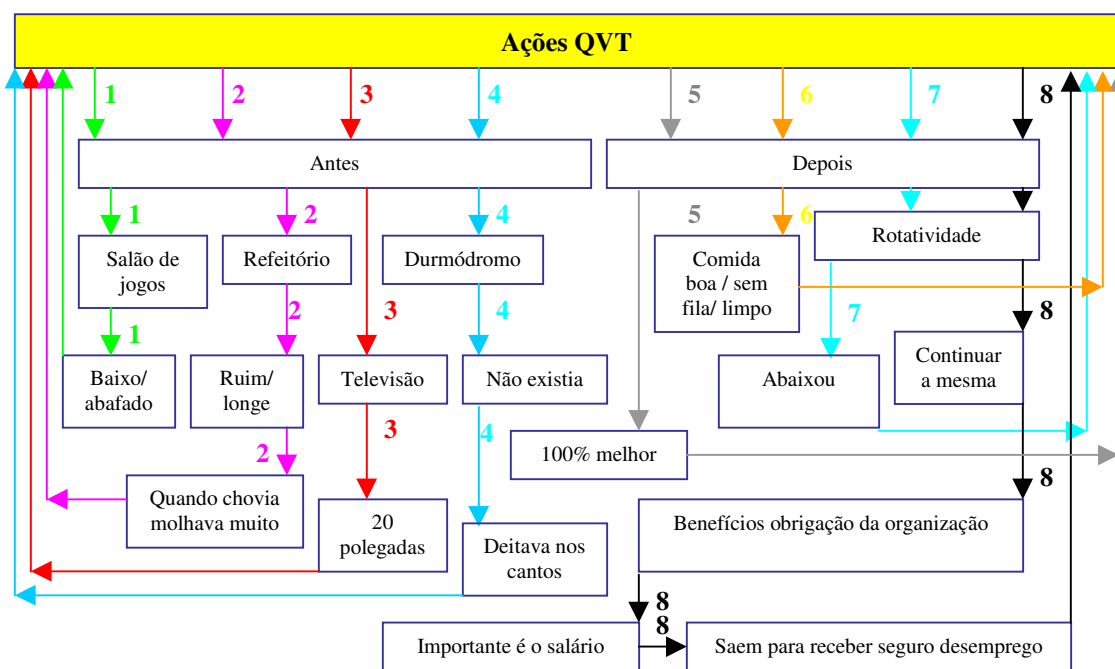 Ações QVT
1 2 3 4 5 6 7 8
Antes
Depois
1 2 4 5 6
Salão de
jogos
Refeitório
Durmódromo
Comida
boa / sem
fila/ limpo
Rotatividade
1 2 3 4 7 8
Baixo/
abafado
Ruim/
longe
Televisão
Não existia
Abaixou
Continuar
a mesma
2 3 4
100% melhor
8
Quando chovia
molhava muito
20
polegadas
Deitava nos
cantos
Benefícios obrigação da organização
8
8
Importante é o salário
Saem para receber seguro desemprego